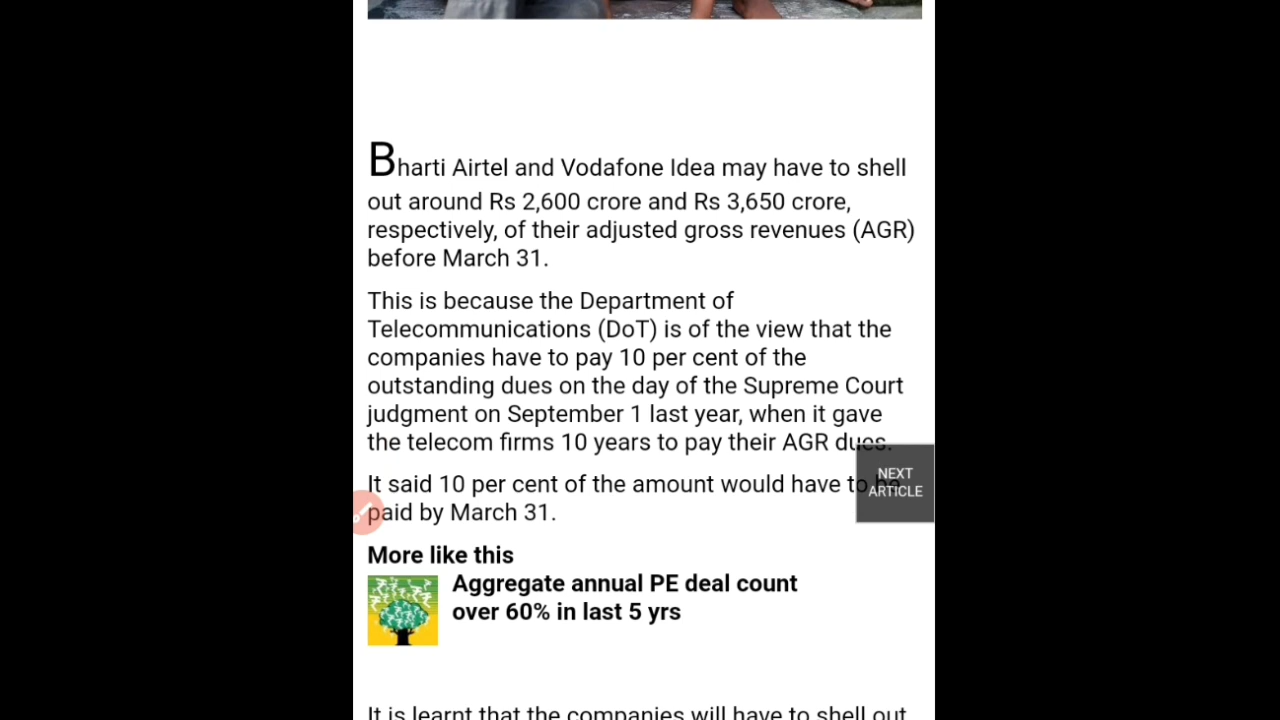 Bharti Airtel and Vodafone Idea may have to shell
out around Rs 2,600 crore and Rs 3,650 crore,
respectively, of their adjusted gross revenues (AGR)
before March 31.
This is because the Department of
Telecommunications (DoT) is of the view that the
companies have to pay 10 per cent of the
outstanding dues on the day of the Supreme Court
judgment on September 1 last year, when it gave
the telecom firms 10 years to pay their AGR dues.
It said 10 per cent of the amount would have to be
paid by March 31.
NEXT
ARTICLE
More like this
Aggregate annual PE deal count
over 60% in last 5 yrs
It is learnt that the companies will have to shell out